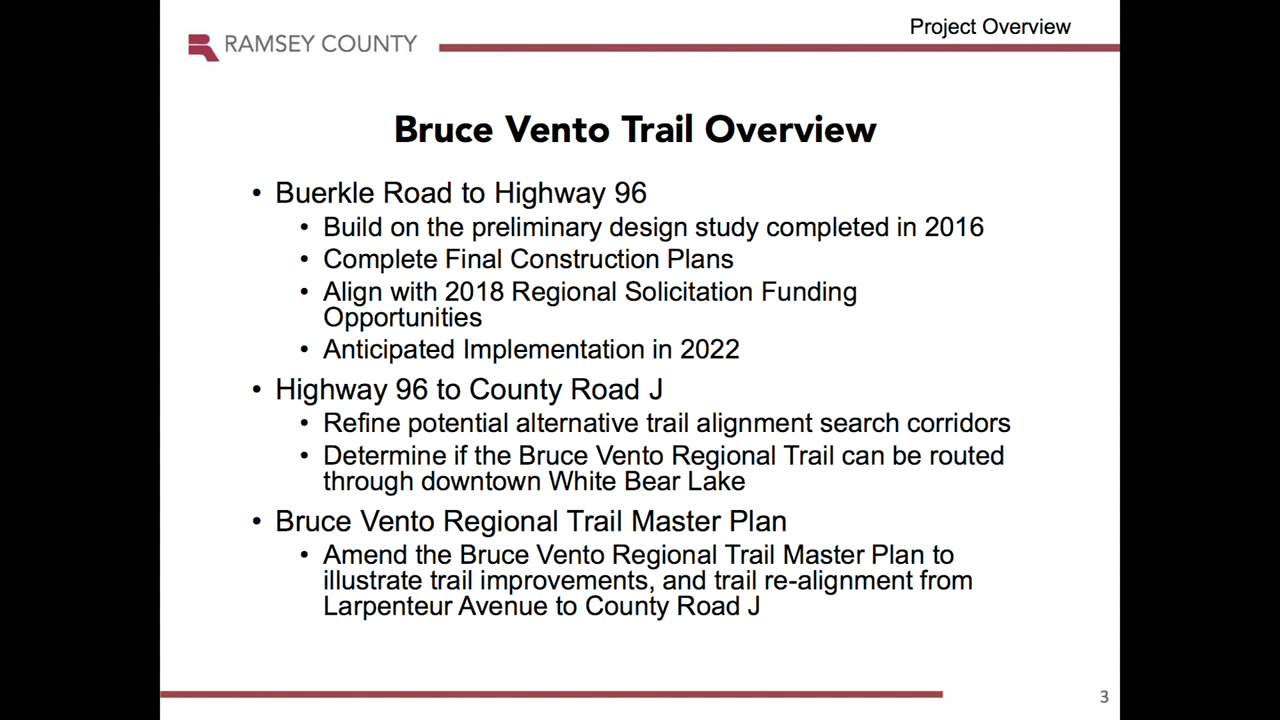 Project Overview
RAMSEY COUNTY
Bruce Vento Trail Overview
• Buerkle Road to Highway 96
• Build on the preliminary design study completed in 2016
• Complete Final Construction Plans
• Align with 2018 Regional Solicitation Funding
Opportunities
• Anticipated Implementation in 2022
• Highway 96 to County Road J
• Refine potential alternative trail alignment search corridors
• Determine if the Bruce Vento Regional Trail can be routed
through downtown White Bear Lake
• Bruce Vento Regional Trail Master Plan
• Amend the Bruce Vento Regional Trail Master Plan to
illustrate trail improvements, and trail re-alignment from
Larpenteur Avenue to County Road J
3